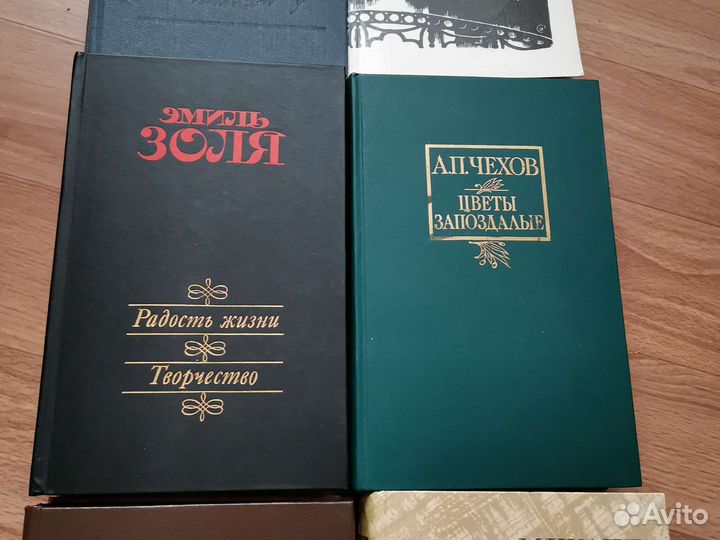 ЭМИЛЬ
ЗОЛЯ
Радость жизни
Творчество
А.П.ЧЕХОВ
ЦВЕТЫ
ЗАПОЗДАЛЫЕ
Avito